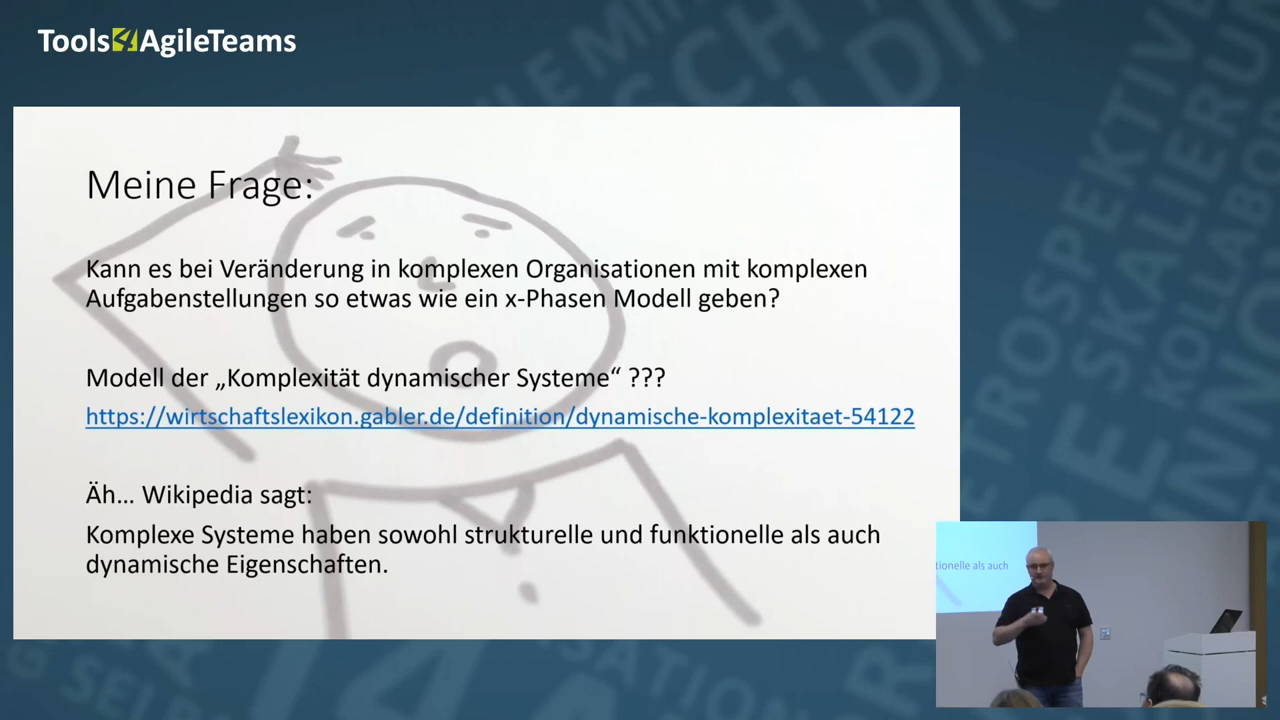 Tools4AgileTeams
Meine Frage:
Kann es bei Veränderung in komplexen Organisationen mit komplexen
Aufgabenstellungen so etwas wie ein x-Phasen Modell geben?
Modell der „Komplexität dynamischer Systeme“ ???
https://wirtschaftslexikon.gabler.de/definition/dynamische-komplexitaet-54122
Äh… Wikipedia sagt:
Komplexe Systeme haben sowohl strukturelle und funktionelle als auch
dynamische Eigenschaften.
tionelle als auch